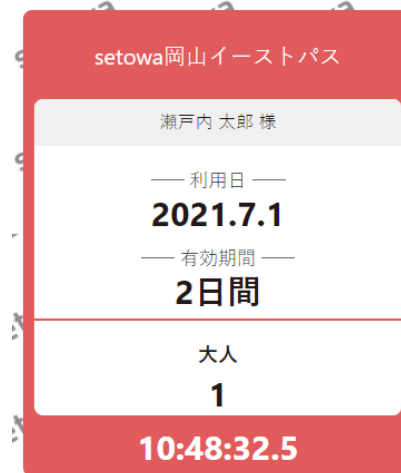 setowa岡山イーストパス
瀬戸内 太郎 様
利用日
2021.7.1
有効期間
2日間
大人
1
10:48:32.5